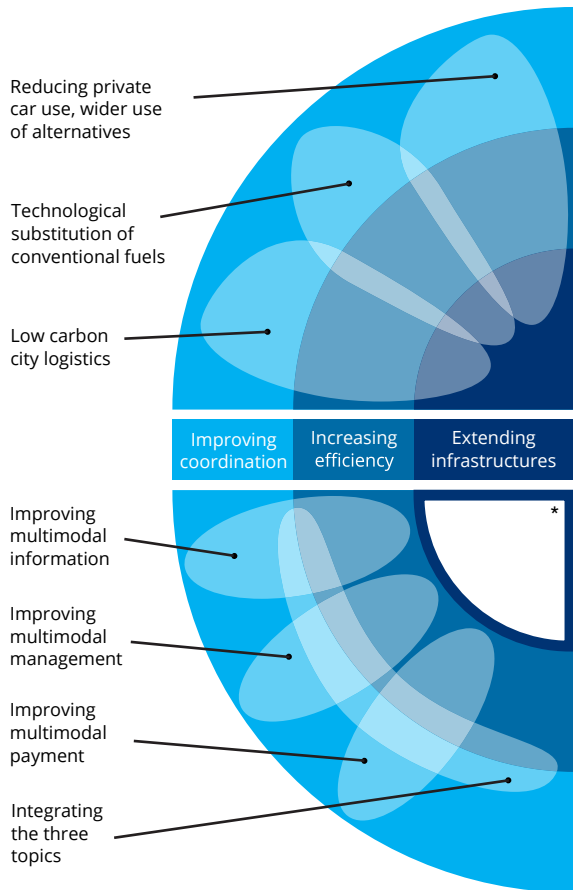 Reducing private
car use, wider use
of alternatives
Technological
substitution of
conventional fuels
Low carbon
city logistics
Improving
coordination
Increasing
efficiency
Extending
infrastructures
*
Improving
multimodal
information
Improving
multimodal
management
Improving
multimodal
payment
Integrating
the three
topics